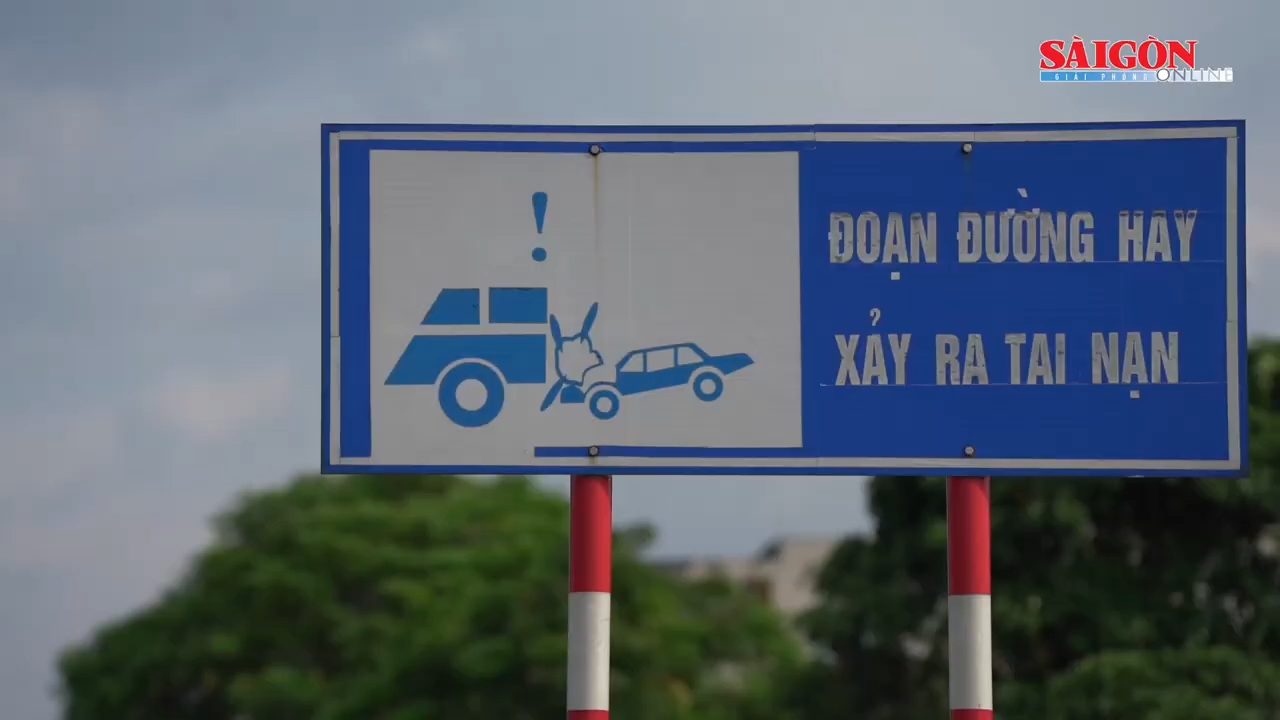 SÀIGÒN
GIẢI PHÓNG ONLINE
!
ĐOẠN ĐƯỜNG HAY
XẢY RA TAI NẠN